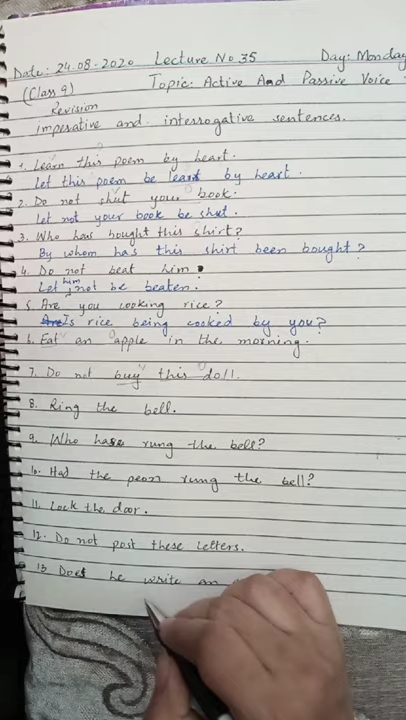 Date: 24.08.2020 Lecture No 35 Day: Monday
(Class 9) Topic: Active And Passive Voice
Revision
imperative and interrogative sentences.
1. Learn this poem by heart.
Let this poem be learnt by heart.
2. Do not shut your book.
Let not your book be shut.
3. Who has bought this shirt?
By whom has this shirt been bought?
4. Do not beat him.
Let him not be beaten.
5. Are you cooking rice?
Is rice being cooked by you?
6. Eat an apple in the morning.
7. Do not buy this doll.
8. Ring the bell.
9. Who has rung the bell?
10. Had the peon rung the bell?
11. Lock the door.
12. Do not post these letters.
13. Does he write an